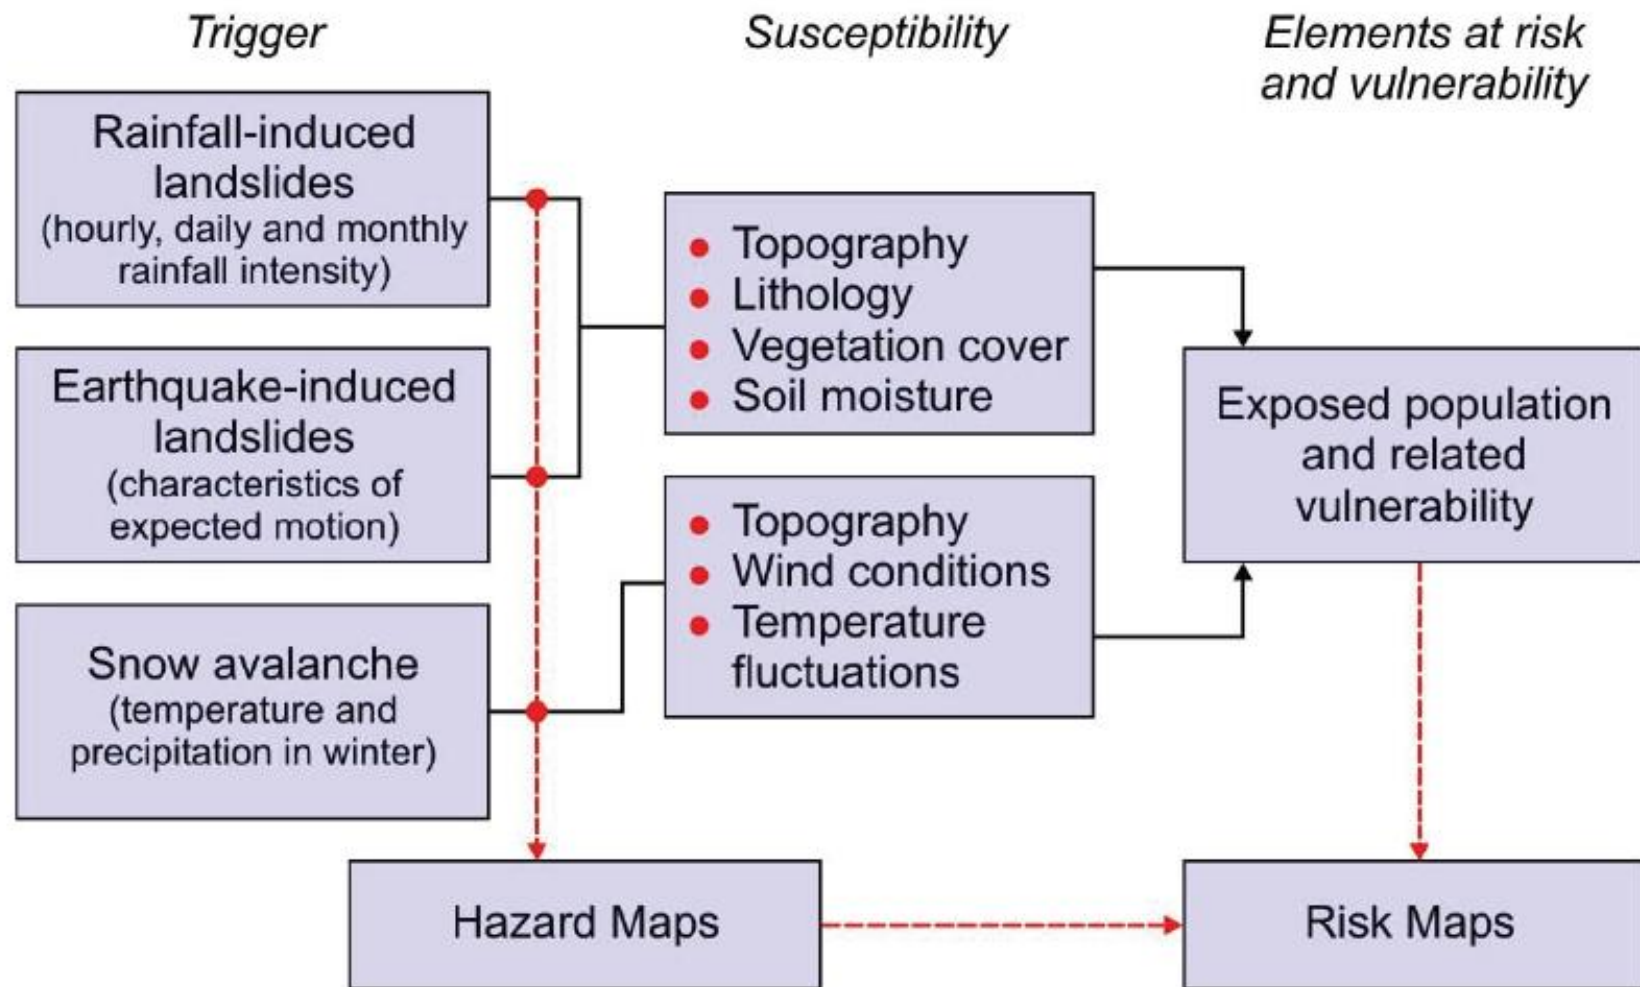 Trigger
Susceptibility
Elements at risk
and vulnerability
Rainfall-induced
landslides
(hourly, daily and monthly
rainfall intensity)
Earthquake-induced
landslides
(characteristics of
expected motion)
Snow avalanche
(temperature and
precipitation in winter)
Topography
Lithology
Vegetation cover
Soil moisture
Topography
Wind conditions
Temperature
fluctuations
Exposed population
and related
vulnerability
Hazard Maps
Risk Maps